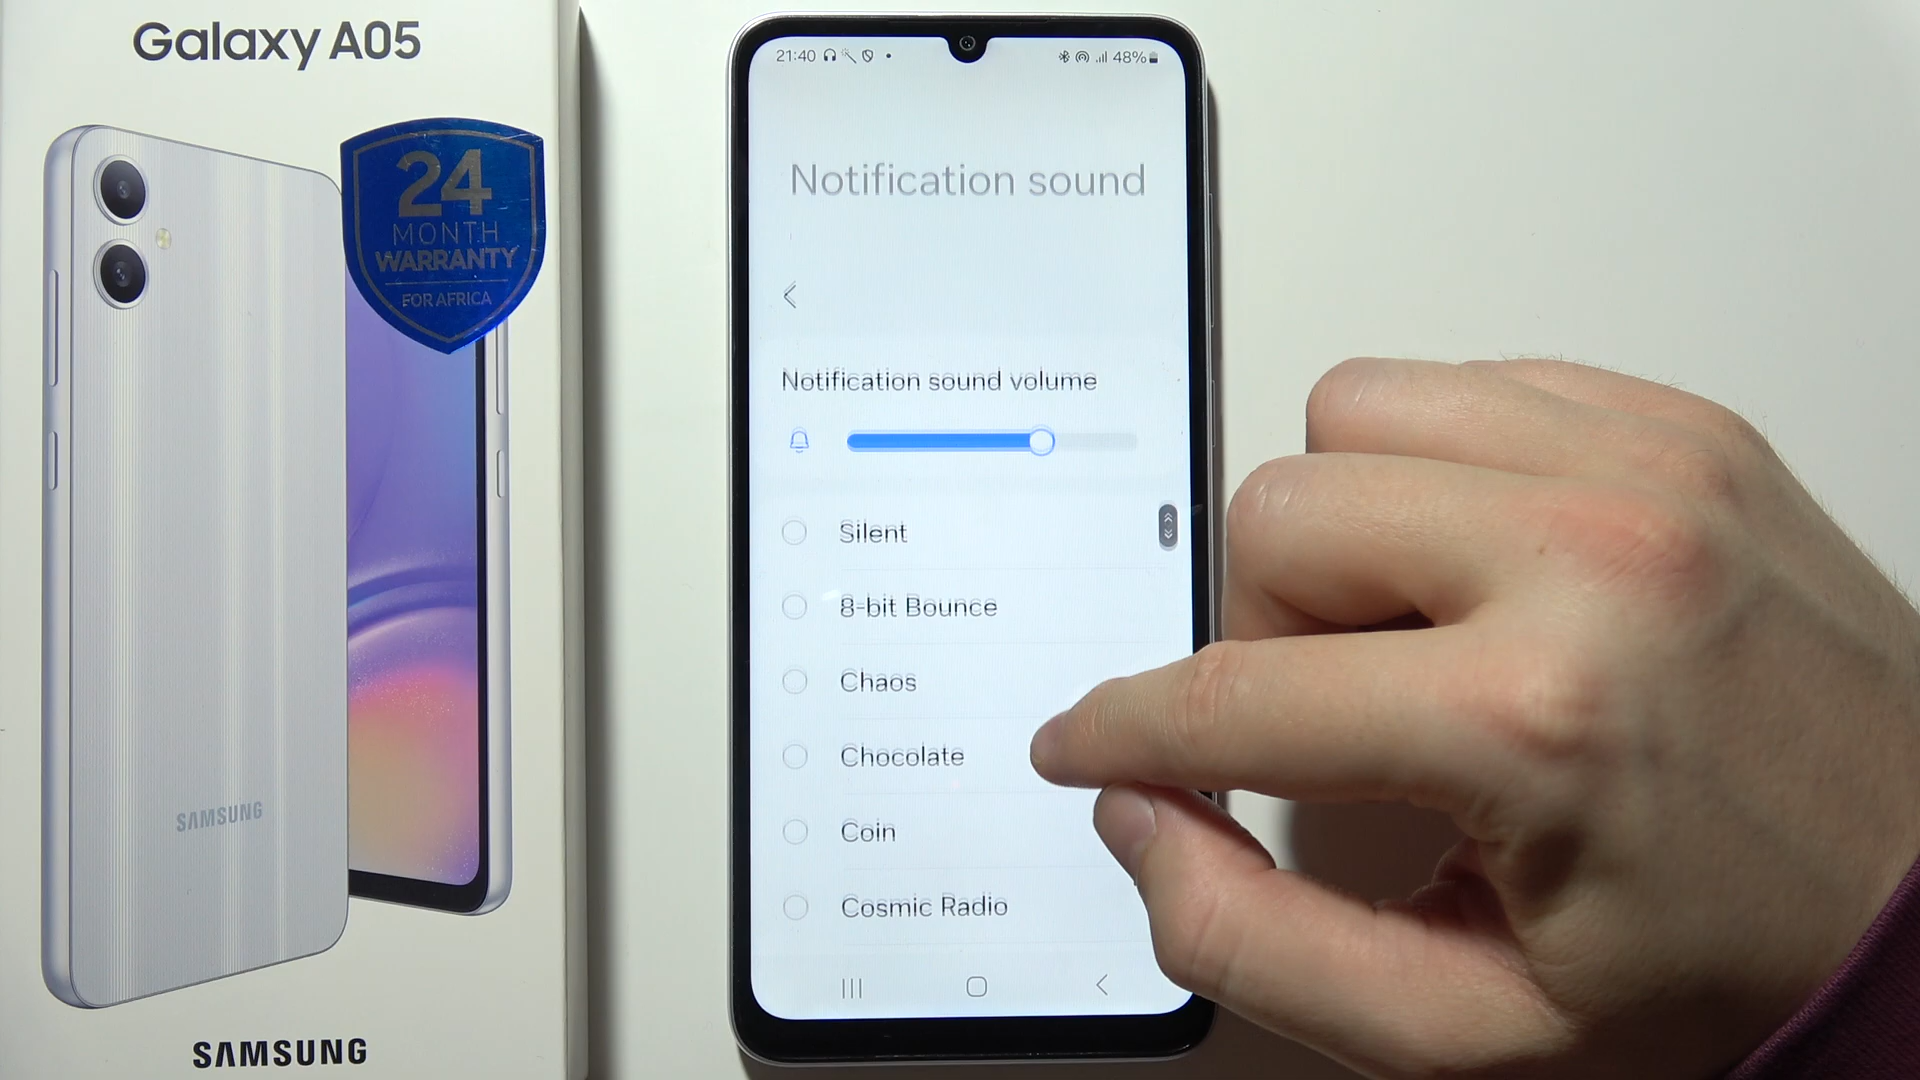 Galaxy A05
24
MONTH
WARRANTY
FOR AFRICA
SAMSUNG
SAMSUNG
21:40
48%
Notification sound
Notification sound volume
Silent
8-bit Bounce
Chaos
Chocolate
Coin
Cosmic Radio